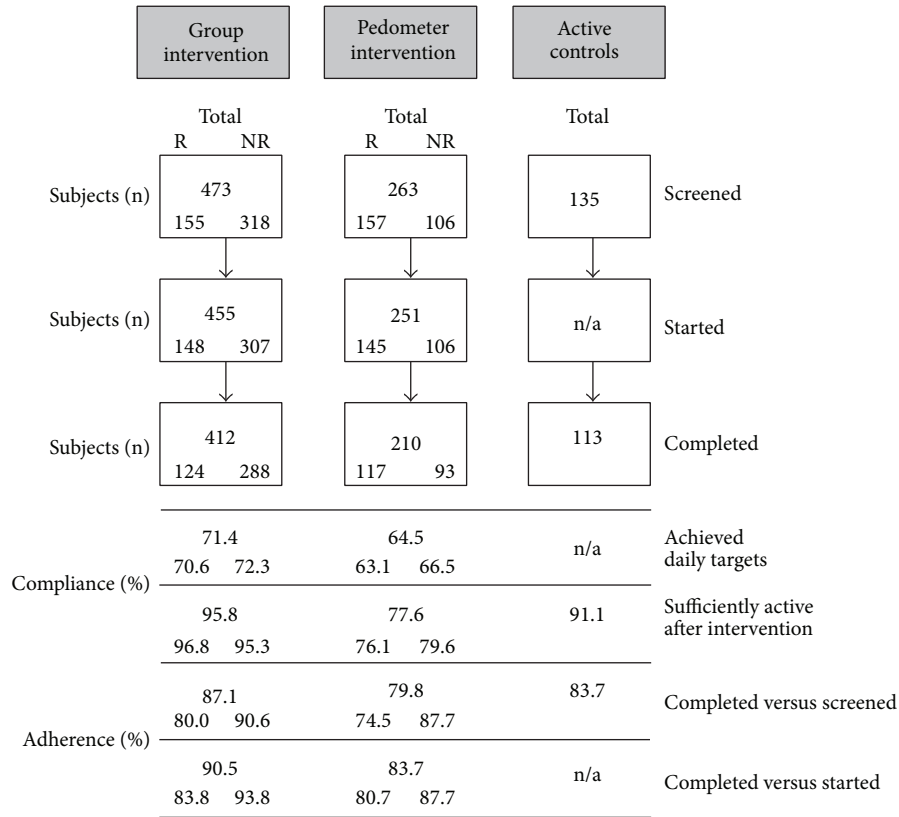 Group intervention
Pedometer intervention
Active controls
Total Total Total
R NR R NR
Subjects (n) 473 263 135 Screened
155 318 157 106
Subjects (n) 455 251 n/a Started
148 307 145 106
Subjects (n) 412 210 113 Completed
124 288 117 93
Compliance (%)
71.4 64.5 n/a Achieved daily targets
70.6 72.3 63.1 66.5
95.8 77.6 91.1 Sufficiently active after intervention
96.8 95.3 76.1 79.6
Adherence (%)
87.1 79.8 83.7 Completed versus screened
80.0 90.6 74.5 87.7
90.5 83.7 n/a Completed versus started
83.8 93.8 80.7 87.7